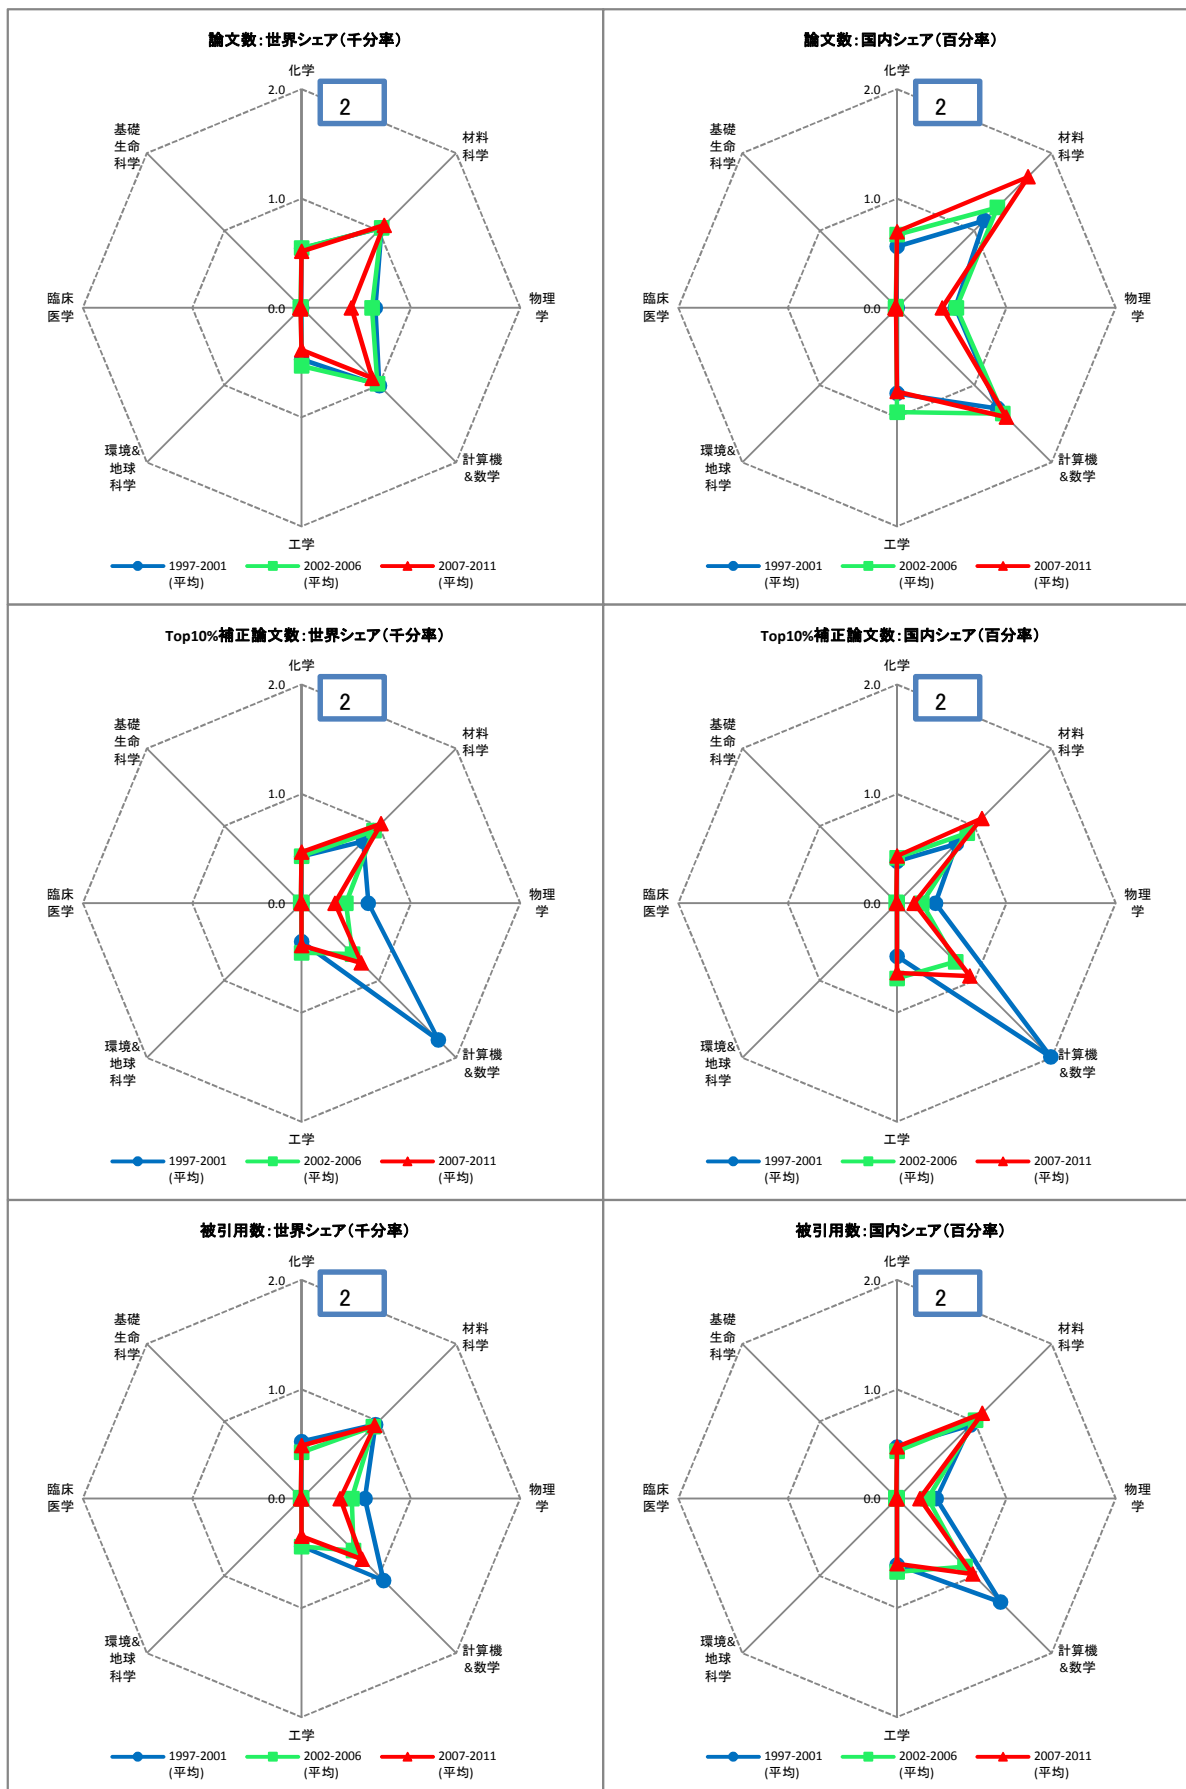 論文数：世界シェア（千分率）
化学
2.0
2
材料
科学
基礎
生命
科学
1.0
臨床
医学
0.0
物理
学
環境&
地球
科学
計算機
&数学
工学
1997-2001
(平均)
2002-2006
(平均)
2007-2011
(平均)
論文数：国内シェア（百分率）
化学
2.0
2
材料
科学
基礎
生命
科学
1.0
臨床
医学
0.0
物理
学
環境&
地球
科学
計算機
&数学
工学
1997-2001
(平均)
2002-2006
(平均)
2007-2011
(平均)
Top10%補正論文数：世界シェア（千分率）
化学
2.0
2
材料
科学
基礎
生命
科学
1.0
臨床
医学
0.0
物理
学
環境&
地球
科学
計算機
&数学
工学
1997-2001
(平均)
2002-2006
(平均)
2007-2011
(平均)
Top10%補正論文数：国内シェア（百分率）
化学
2.0
2
材料
科学
基礎
生命
科学
1.0
臨床
医学
0.0
物理
学
環境&
地球
科学
計算機
&数学
工学
1997-2001
(平均)
2002-2006
(平均)
2007-2011
(平均)
被引用数：世界シェア（千分率）
化学
2.0
2
材料
科学
基礎
生命
科学
1.0
臨床
医学
0.0
物理
学
環境&
地球
科学
計算機
&数学
工学
1997-2001
(平均)
2002-2006
(平均)
2007-2011
(平均)
被引用数：国内シェア（百分率）
化学
2.0
2
材料
科学
基礎
生命
科学
1.0
臨床
医学
0.0
物理
学
環境&
地球
科学
計算機
&数学
工学
1997-2001
(平均)
2002-2006
(平均)
2007-2011
(平均)